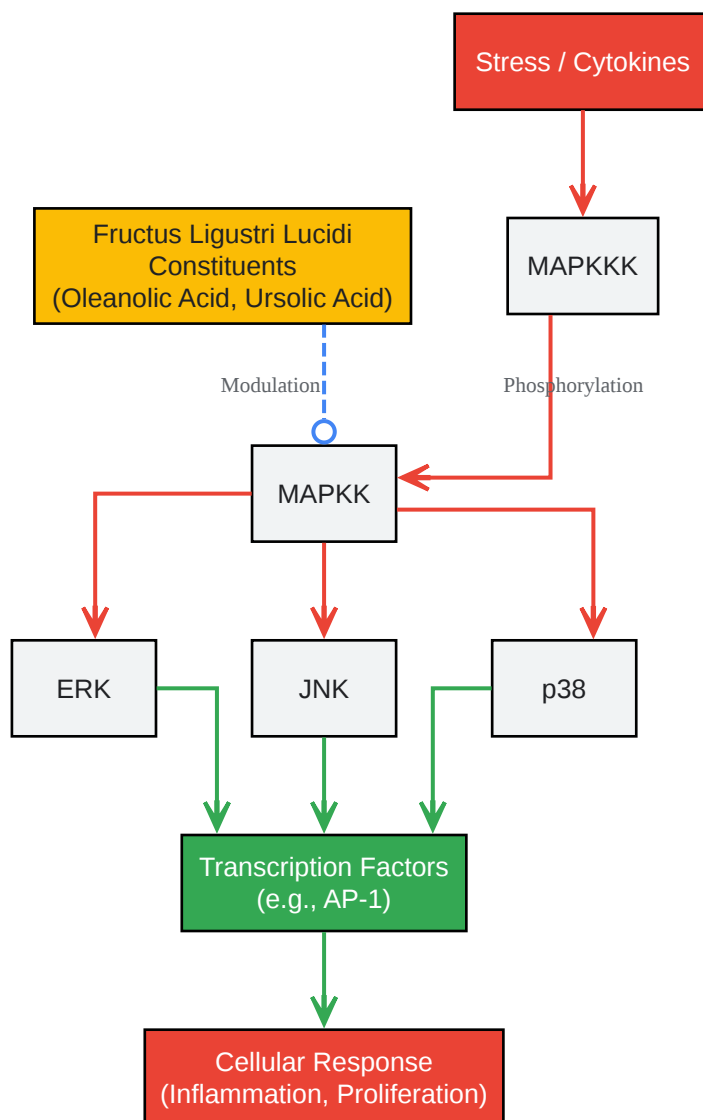 Stress / Cytokines
Fructus Ligustri Lucidi
Constituents
(Oleanolic Acid, Ursolic Acid)
MAPKKK
Modulation
Phosphorylation
MAPKK
ERK
JNK
p38
Transcription Factors
(e.g., AP-1)
Cellular Response
(Inflammation, Proliferation)